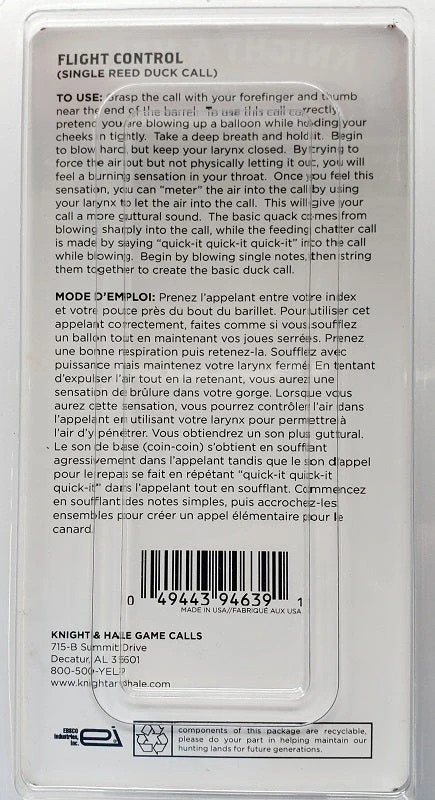 FLIGHT CONTROL
(SINGLE REED DUCK CALL)
TO USE: Grasp the call with your forefinger and thumb
near the end of the barrel. To use this call correctly,
pretend you are blowing up a balloon while holding your
cheeks in tightly. Take a deep breath and hold it. Begin
to blow hard, but keep your larynx closed. By trying to
force the air out but not physically letting it out, you will
feel a burning sensation in your throat. Once you feel this
sensation, you can “meter” the air into the call by using
your larynx to let the air into the call. This will give your
call a more guttural sound. The basic quack comes from
blowing sharply into the call, while the feeding chatter call
is made by saying “quick-it quick-it quick-it” into the call
while blowing. Begin by blowing single notes, then string
them together to create the basic duck call.
MODE D’EMPLOI: Prenez l’appelant entre votre index
et votre pouce près du bout du barillet. Pour utiliser cet
appelant correctement, faites comme si vous soufflez
un ballon tout en maintenant vos joues serrées. Prenez
une bonne respiration puis retenez-la. Soufflez avec
puissance mais maintenez votre larynx fermé. En tentant
d’expulser l’air tout en la retenant, vous aurez une
sensation de brûlure dans votre gorge. Lorsque vous
aurez cette sensation, vous pourrez contrôler l’air dans
l’appelant en utilisant votre larynx pour permettre à
l’air d’y pénétrer. Vous obtiendrez un son plus guttural.
Le son de base (coin-coin) s’obtient en soufflant
agressivement dans l’appelant tandis que le son d’appel
pour le repas se fait en répétant “quick-it quick-it
quick-it” dans l’appelant tout en soufflant. Commencez
en soufflant des notes simples, puis accrochez-les
ensembles pour créer un appel élémentaire pour le
canard.
0 49443 94639 1
MADE IN USA//FABRIQUÉ AUX USA
KNIGHT & HALE GAME CALLS
715-B Summit Drive
Decatur, AL 35601
800-500-YELP
www.knightandhale.com
EBSCO
Industries,
Inc.
ei
components of this package are recyclable,
please do your part in helping maintain our
hunting lands for future generations.